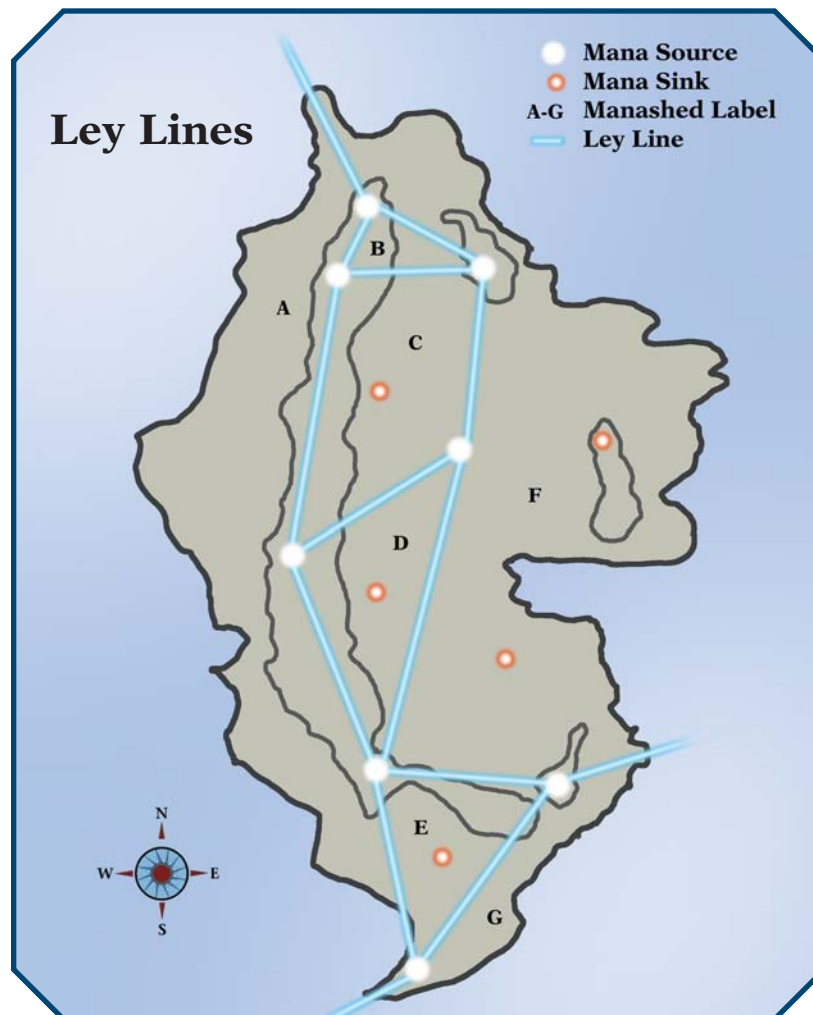 Ley Lines
Mana Source
Mana Sink
A-G Manashed Label
Ley Line
B
A
C
F
D
E
G
N
W E
S